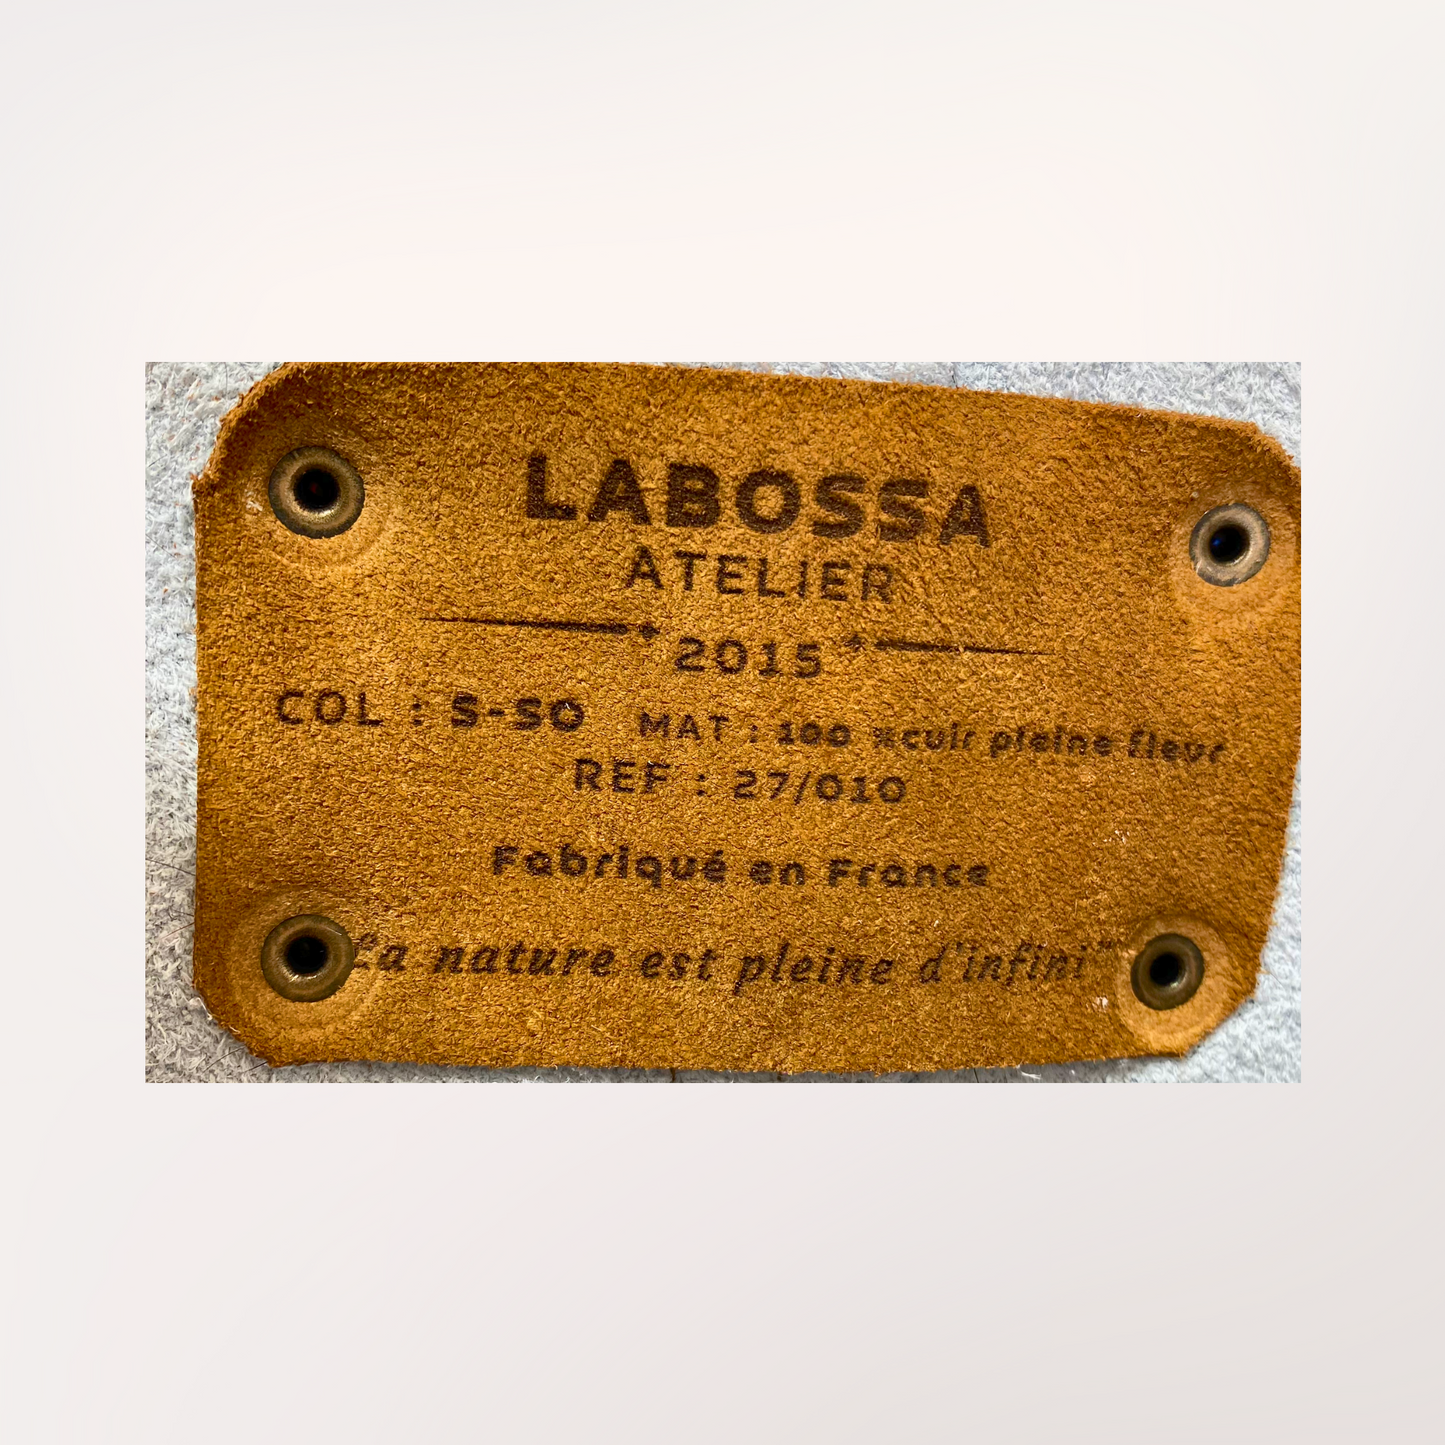 LABOSSA
ATELIER
2015
COL : S-SO MAT : 100 %cuir pleine fleur
REF : 27/010
Fabriqué en France
"La nature est pleine d'infini"